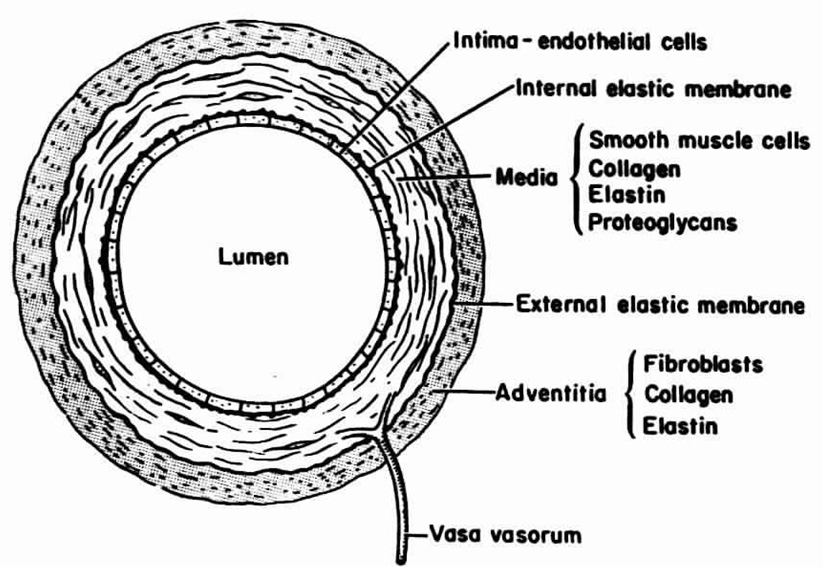 Intima-endothelial cells
Internal elastic membrane
Media
Smooth muscle cells
Collagen
Elastin
Proteoglycans
Lumen
External elastic membrane
Adventitia
Fibroblasts
Collagen
Elastin
Vasa vasorum